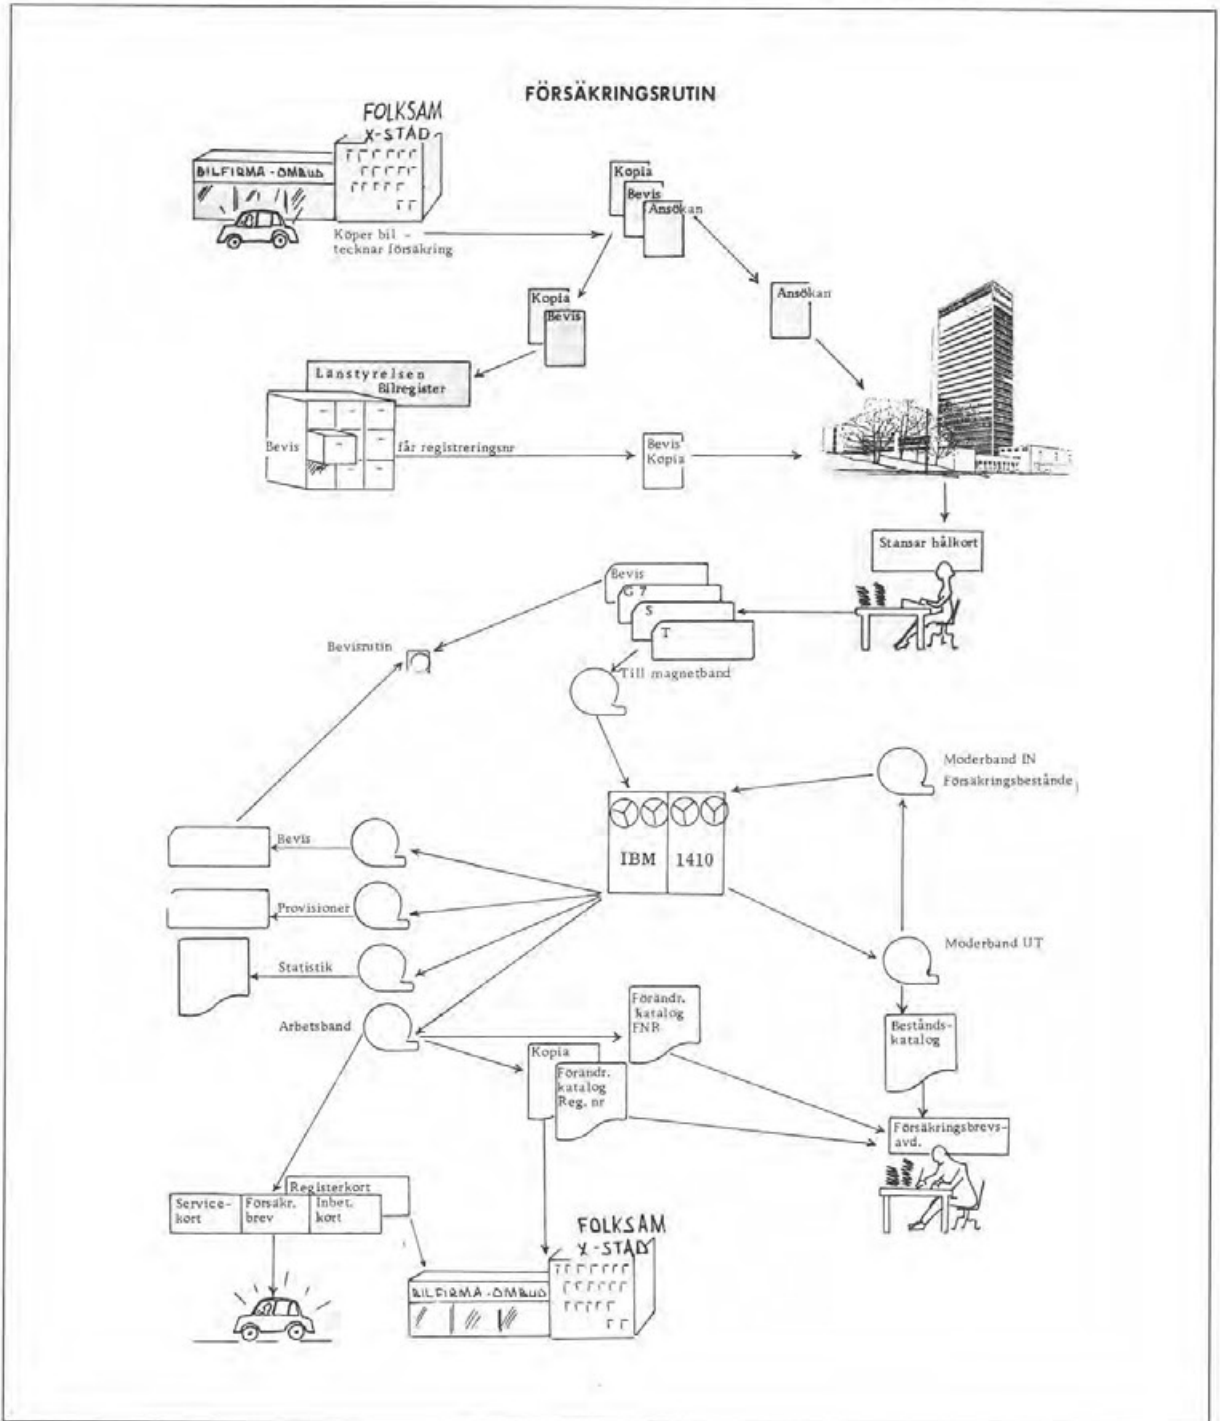 FÖRSÄKRINGSRUTIN
FOLKSAM
X-STAD
BILFIRMA - OMBUD
Köper bil -
tecknar försäkring
Kopia
Bevis
Ansökan
Kopia
Bevis
Ansökan
Länstyrelsen
Bilregister
Bevis
får registreringsnr
Bevis
Kopia
Stansar hålkort
Bevis
G 7
S
T
Bevisrutin
Till magnetband
Moderband IN
Försäkringsbestånde
IBM 1410
Bevis
Provisioner
Statistik
Arbetsband
Moderband UT
Förändr.
katalog
FNR
Bestånds-
katalog
Kopia
Förändr.
katalog
Reg. nr
Försäkringsbrevs-
avd.
Registerkort
Service-
kort
Försäkr.
brev
Inbet.
kort
FOLKSAM
X-STAD
BILFIRMA - OMBUD